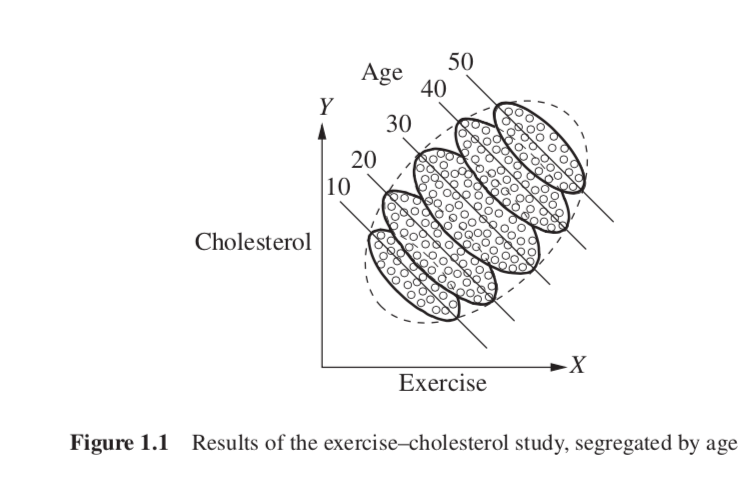 50
Age
40
Y
30
20
10
Cholesterol
X
Exercise
Figure 1.1 Results of the exercise–cholesterol study, segregated by age